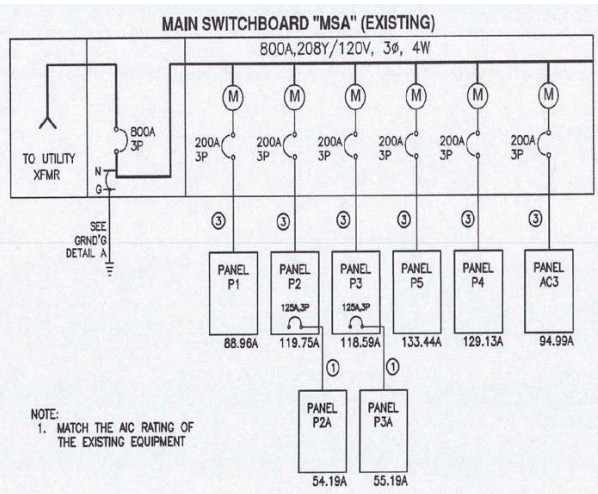 MAIN SWITCHBOARD "MSA" (EXISTING)
800A,208Y/120V, 3ø, 4W
M M M M M M
800A
3P
200A
3P
200A
3P
200A
3P
200A
3P
200A
3P
200A
3P
TO UTILITY
XFMR
N
G
SEE
GRND'G
DETAIL A
3 3 3 3 3 3
PANEL
P1
88.96A
PANEL
P2
125A,3P
119.75A
PANEL
P3
125A,3P
118.59A
PANEL
P5
133.44A
PANEL
P4
129.13A
PANEL
AC3
94.99A
1 1
PANEL
P2A
54.19A
PANEL
P3A
55.19A
NOTE:
1. MATCH THE AIC RATING OF
THE EXISTING EQUIPMENT